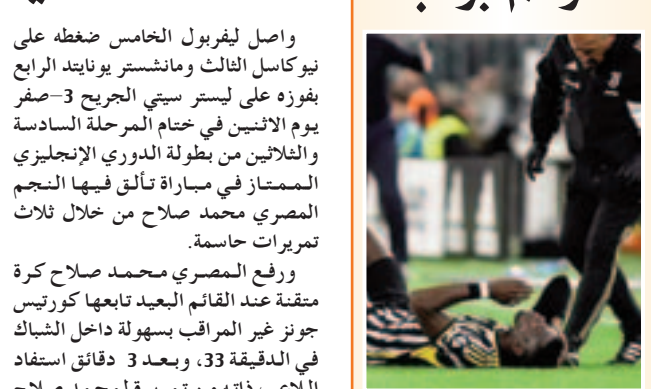 واصل ليفربول الخامس ضغطه على
نيوكاسل الثالث ومانشستر يونايتد الرابع
بفوزه على ليستر سيتي الجريح 3–صفر
يوم الاثنين في ختام المرحلة السادسة
والثلاثين من بطولة الدوري الإنجليزي
الممتاز في مباراة تألق فيها النجم
المصري محمد صلاح من خلال ثلاث
تمريرات حاسمة.
ورفع المصري محمد صلاح كرة
متقنة عند القائم البعيد تابعها كورتيس
جونز غير المراقب بسهولة داخل الشباك
في الدقيقة 33، وبعد 3 دقائق استفاد